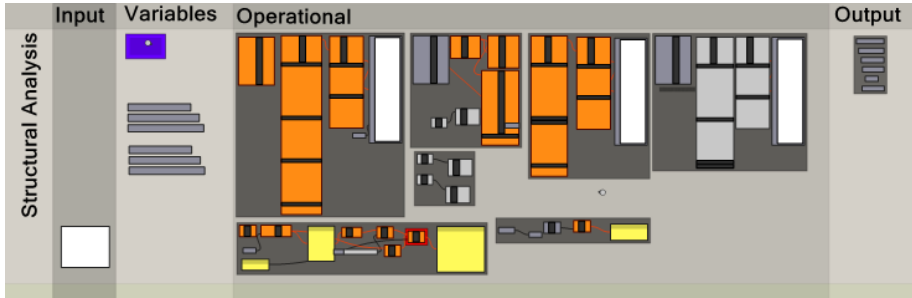 Input
Variables
Operational
Output
Structural Analysis